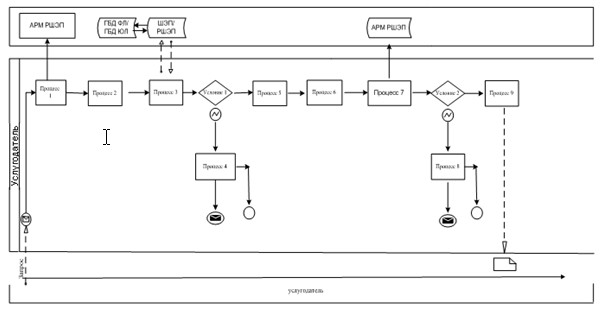 АРМ РШЭП
ГБД ФЛ/
ГБД ЮЛ
ШЭП/
РШЭП
АРМ РШЭП
Услугодатель
Процесс
1
Процесс 2
Процесс 3
Условие 1
Процесс 5
Процесс 6
Процесс 7
Условие 2
Процесс 9
Процесс 4
Процесс 8
Запрос
услугодатель